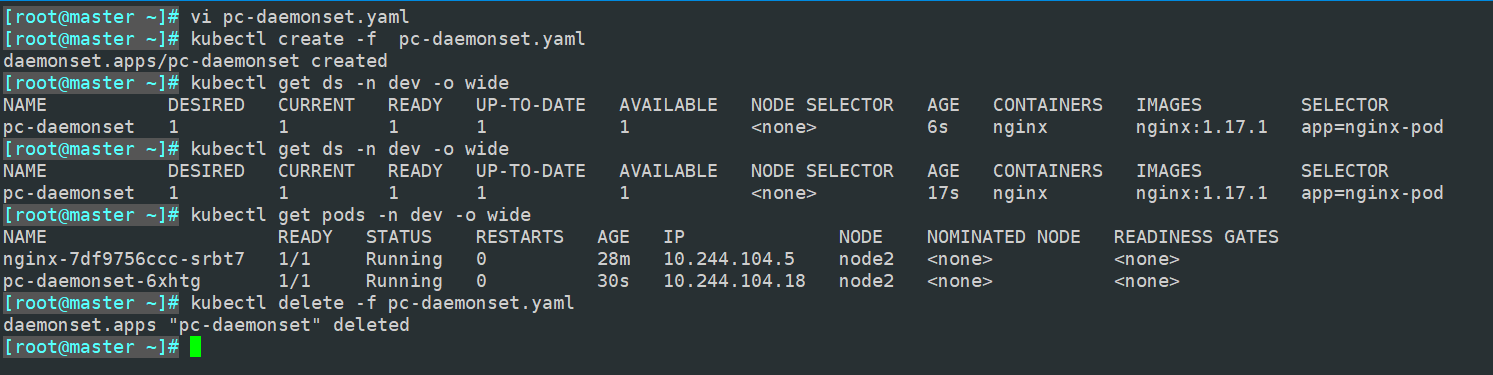 [root@master ~]# vi pc-daemonset.yaml
[root@master ~]# kubectl create -f  pc-daemonset.yaml
daemonset.apps/pc-daemonset created
[root@master ~]# kubectl get ds -n dev -o wide
NAME           DESIRED   CURRENT   READY   UP-TO-DATE   AVAILABLE   NODE SELECTOR   AGE   CONTAINERS   IMAGES         SELECTOR
pc-daemonset   1         1         1       1            1           <none>          6s    nginx        nginx:1.17.1   app=nginx-pod
[root@master ~]# kubectl get ds -n dev -o wide
NAME           DESIRED   CURRENT   READY   UP-TO-DATE   AVAILABLE   NODE SELECTOR   AGE   CONTAINERS   IMAGES         SELECTOR
pc-daemonset   1         1         1       1            1           <none>          17s   nginx        nginx:1.17.1   app=nginx-pod
[root@master ~]# kubectl get pods -n dev -o wide
NAME                     READY   STATUS    RESTARTS   AGE   IP              NODE    NOMINATED NODE   READINESS GATES
nginx-7df9756ccc-srbt7   1/1     Running   0          28m   10.244.104.5    node2   <none>           <none>
pc-daemonset-6xhtg       1/1     Running   0          30s   10.244.104.18   node2   <none>           <none>
[root@master ~]# kubectl delete -f pc-daemonset.yaml
daemonset.apps "pc-daemonset" deleted
[root@master ~]#